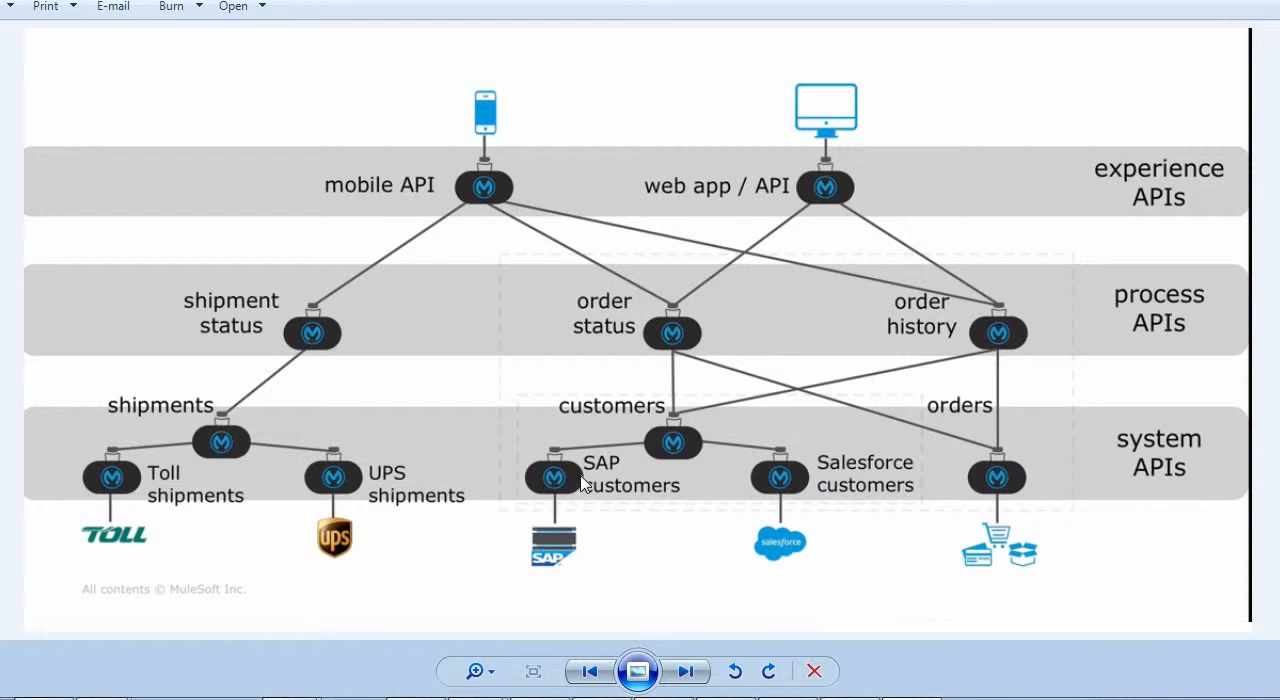 Print E-mail Burn Open
mobile API
web app / API
experience
APIs
shipment
status
order
status
order
history
process
APIs
shipments
customers
orders
system
APIs
Toll
shipments
UPS
shipments
SAP
customers
Salesforce
customers
TOLL
ups
SAP
salesforce
All contents © MuleSoft Inc.